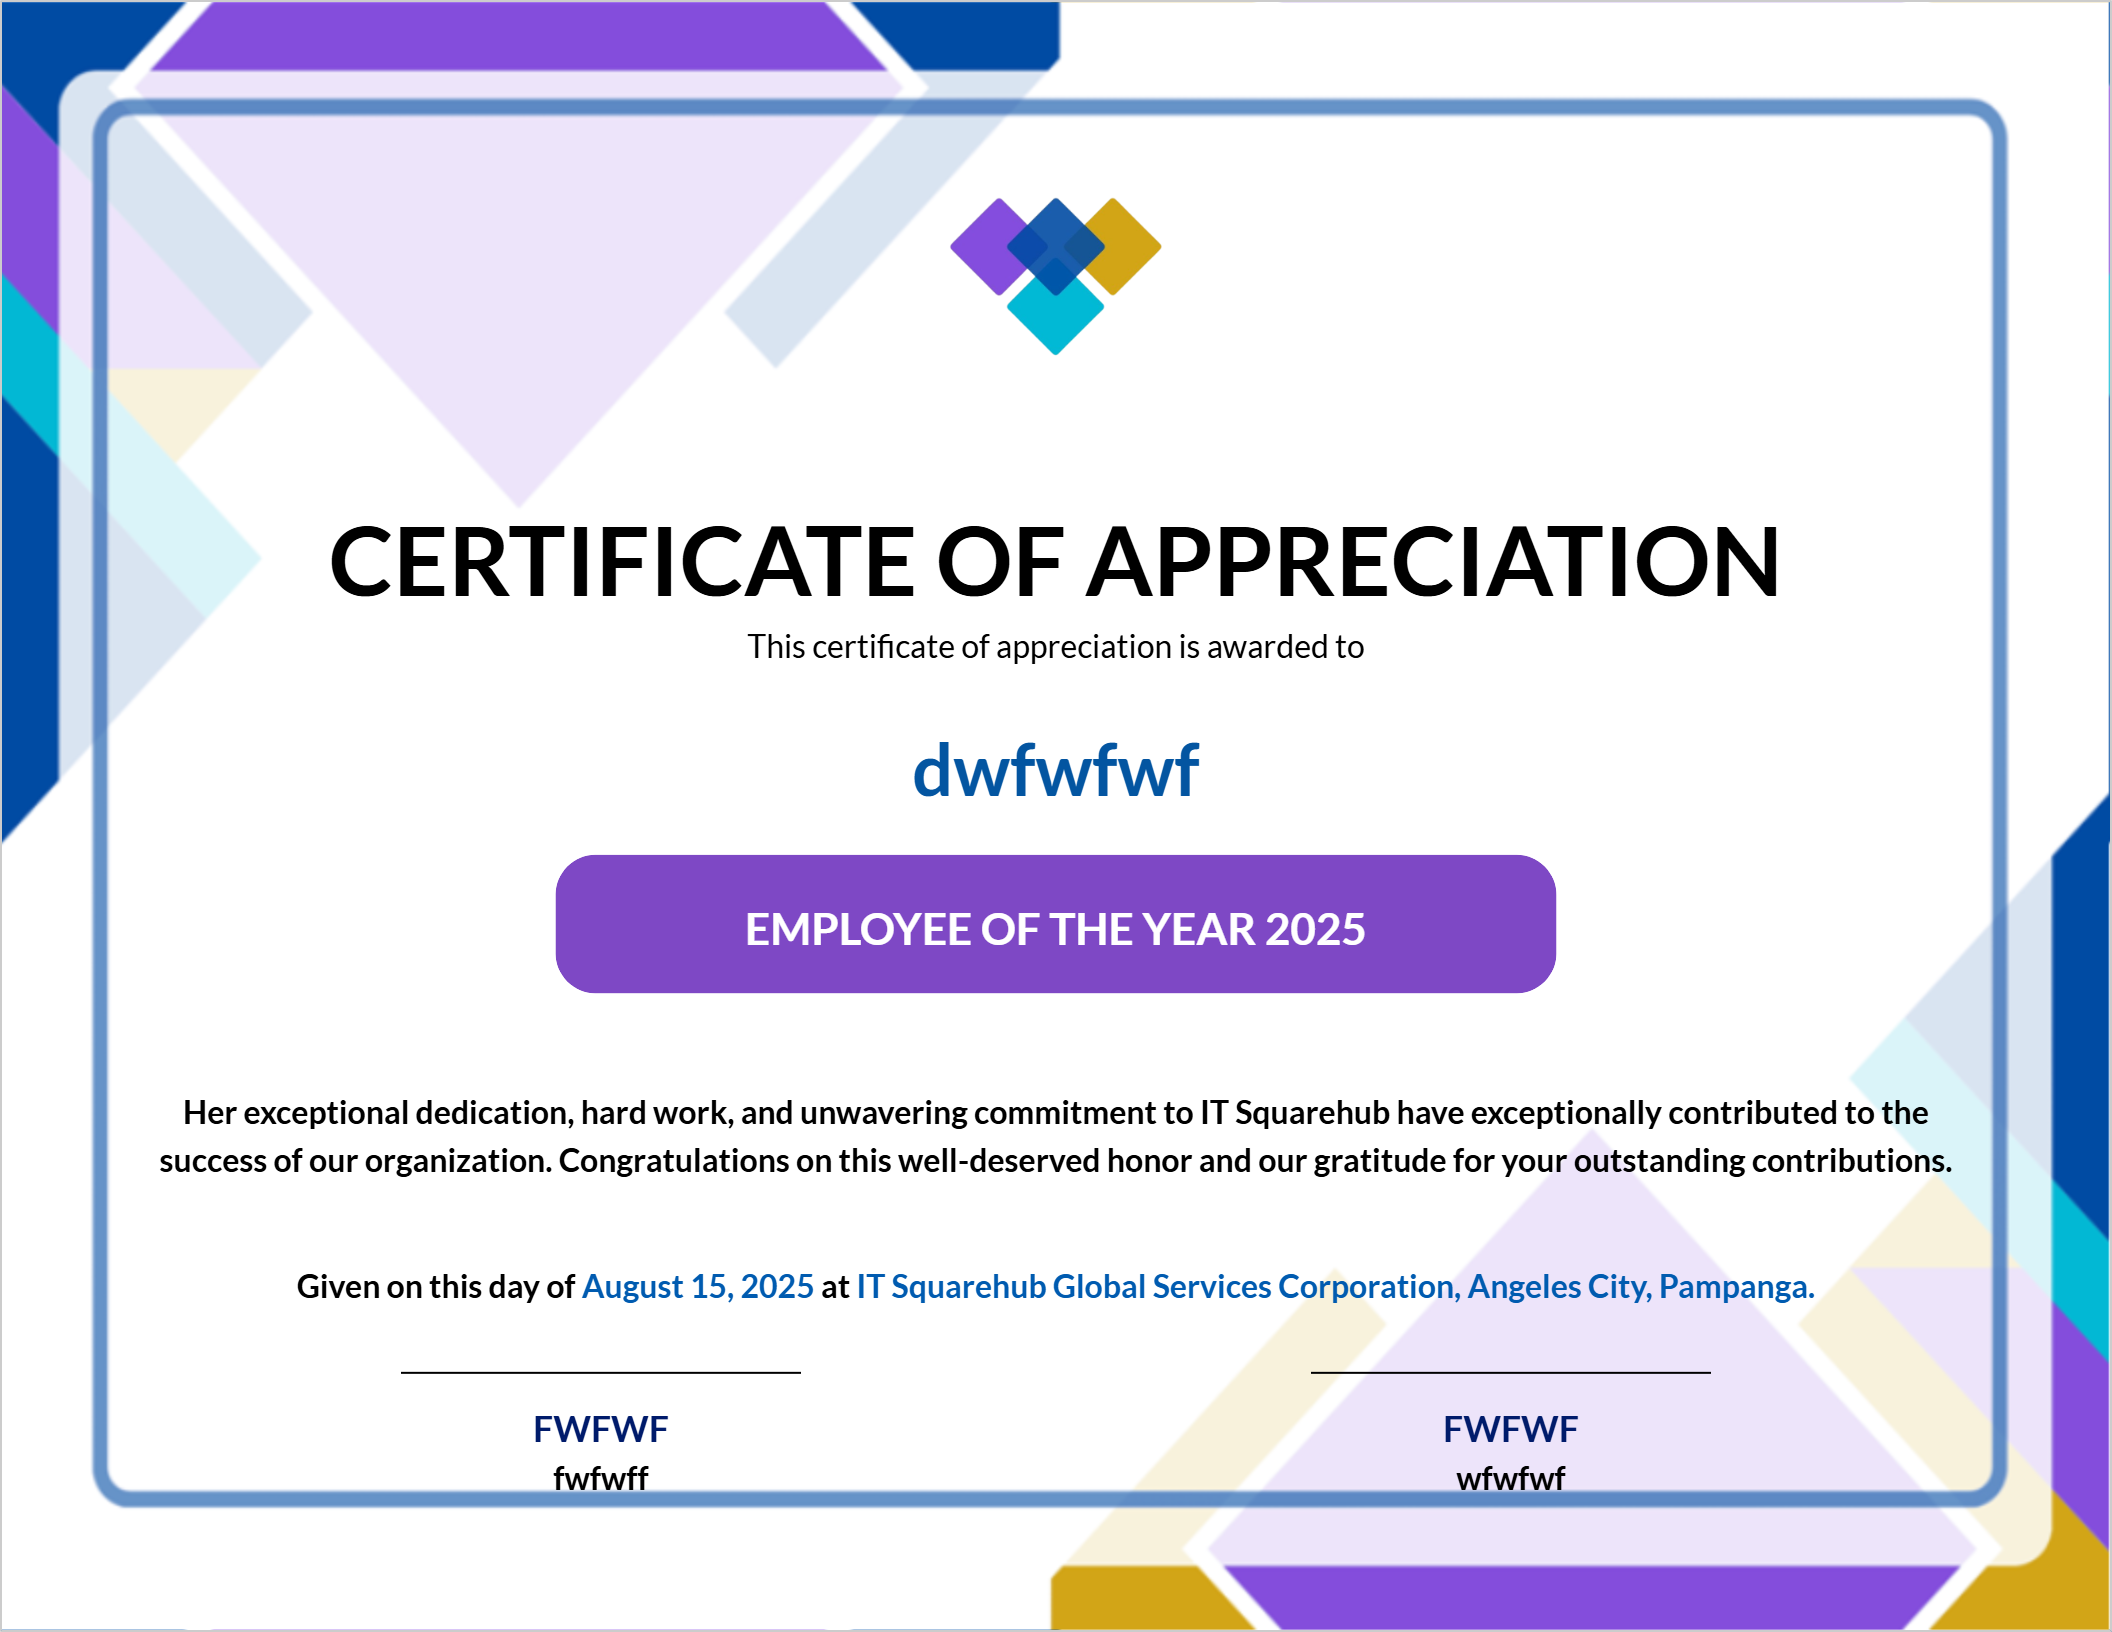 CERTIFICATE OF APPRECIATION
This certificate of appreciation is awarded to
dwfwfwf
EMPLOYEE OF THE YEAR 2025
Her exceptional dedication, hard work, and unwavering commitment to IT Squarehub have exceptionally contributed to the
success of our organization. Congratulations on this well-deserved honor and our gratitude for your outstanding contributions.
Given on this day of August 15, 2025 at IT Squarehub Global Services Corporation, Angeles City, Pampanga.
FWFWF
fwfwff
FWFWF
wfwfwf